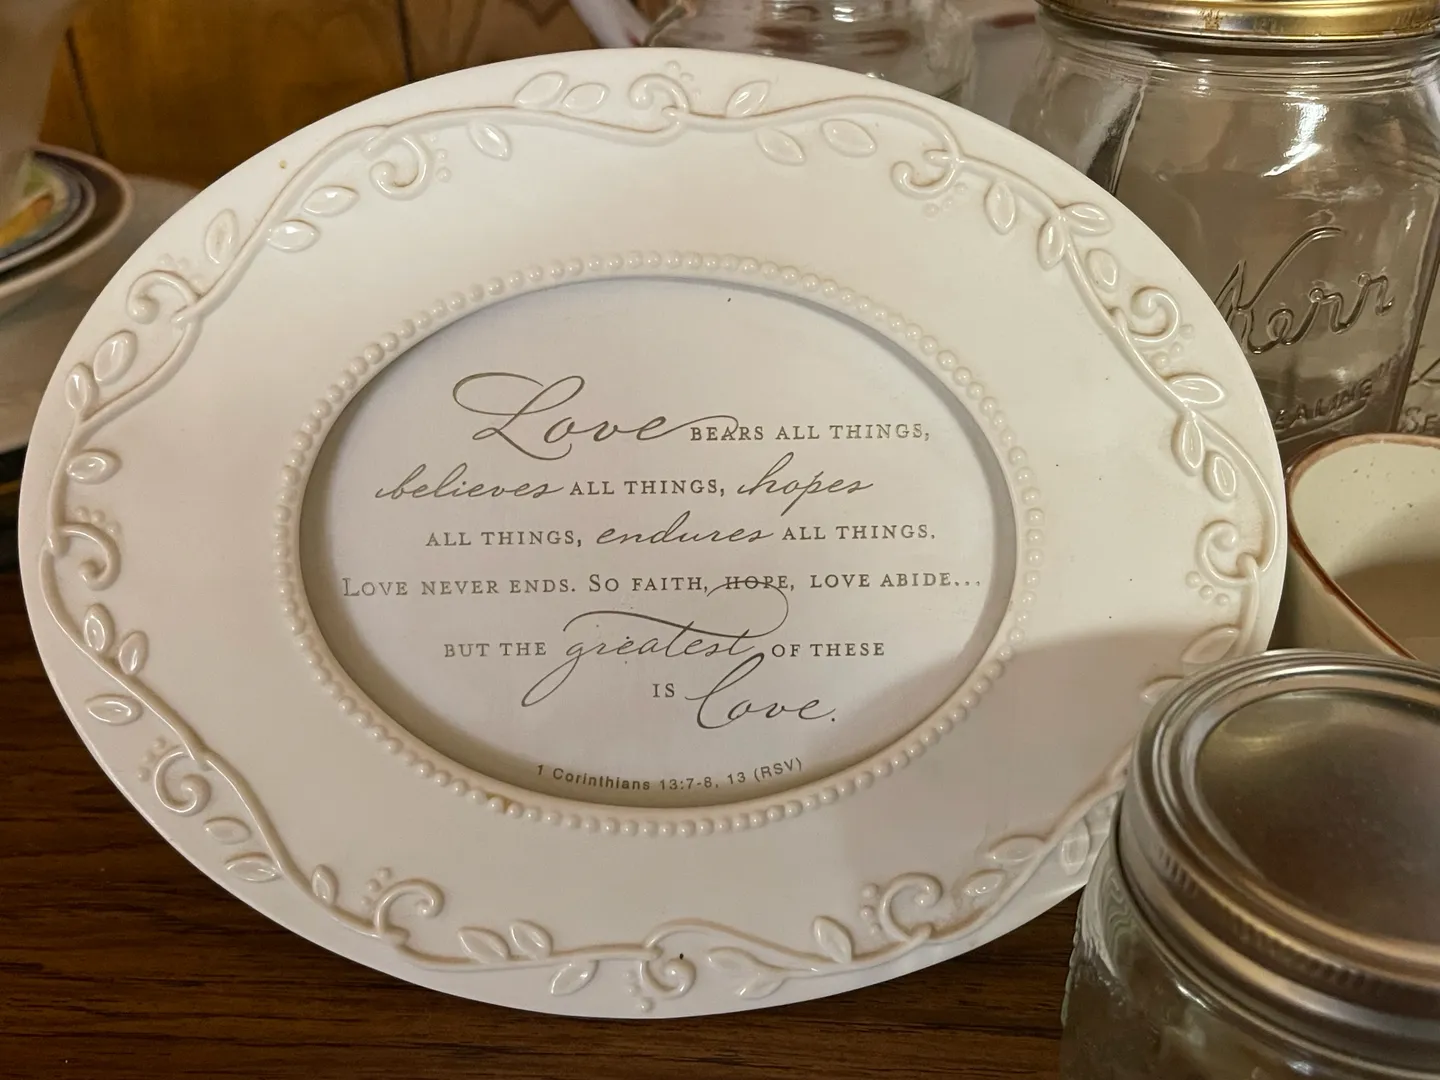 Love BEARS ALL THINGS,
believes ALL THINGS, hopes
ALL THINGS, endures ALL THINGS.
LOVE NEVER ENDS. SO FAITH, HOPE, LOVE ABIDE...
BUT THE greatest OF THESE
IS love.
1 Corinthians 13:7-8, 13 (RSV)
Kerr